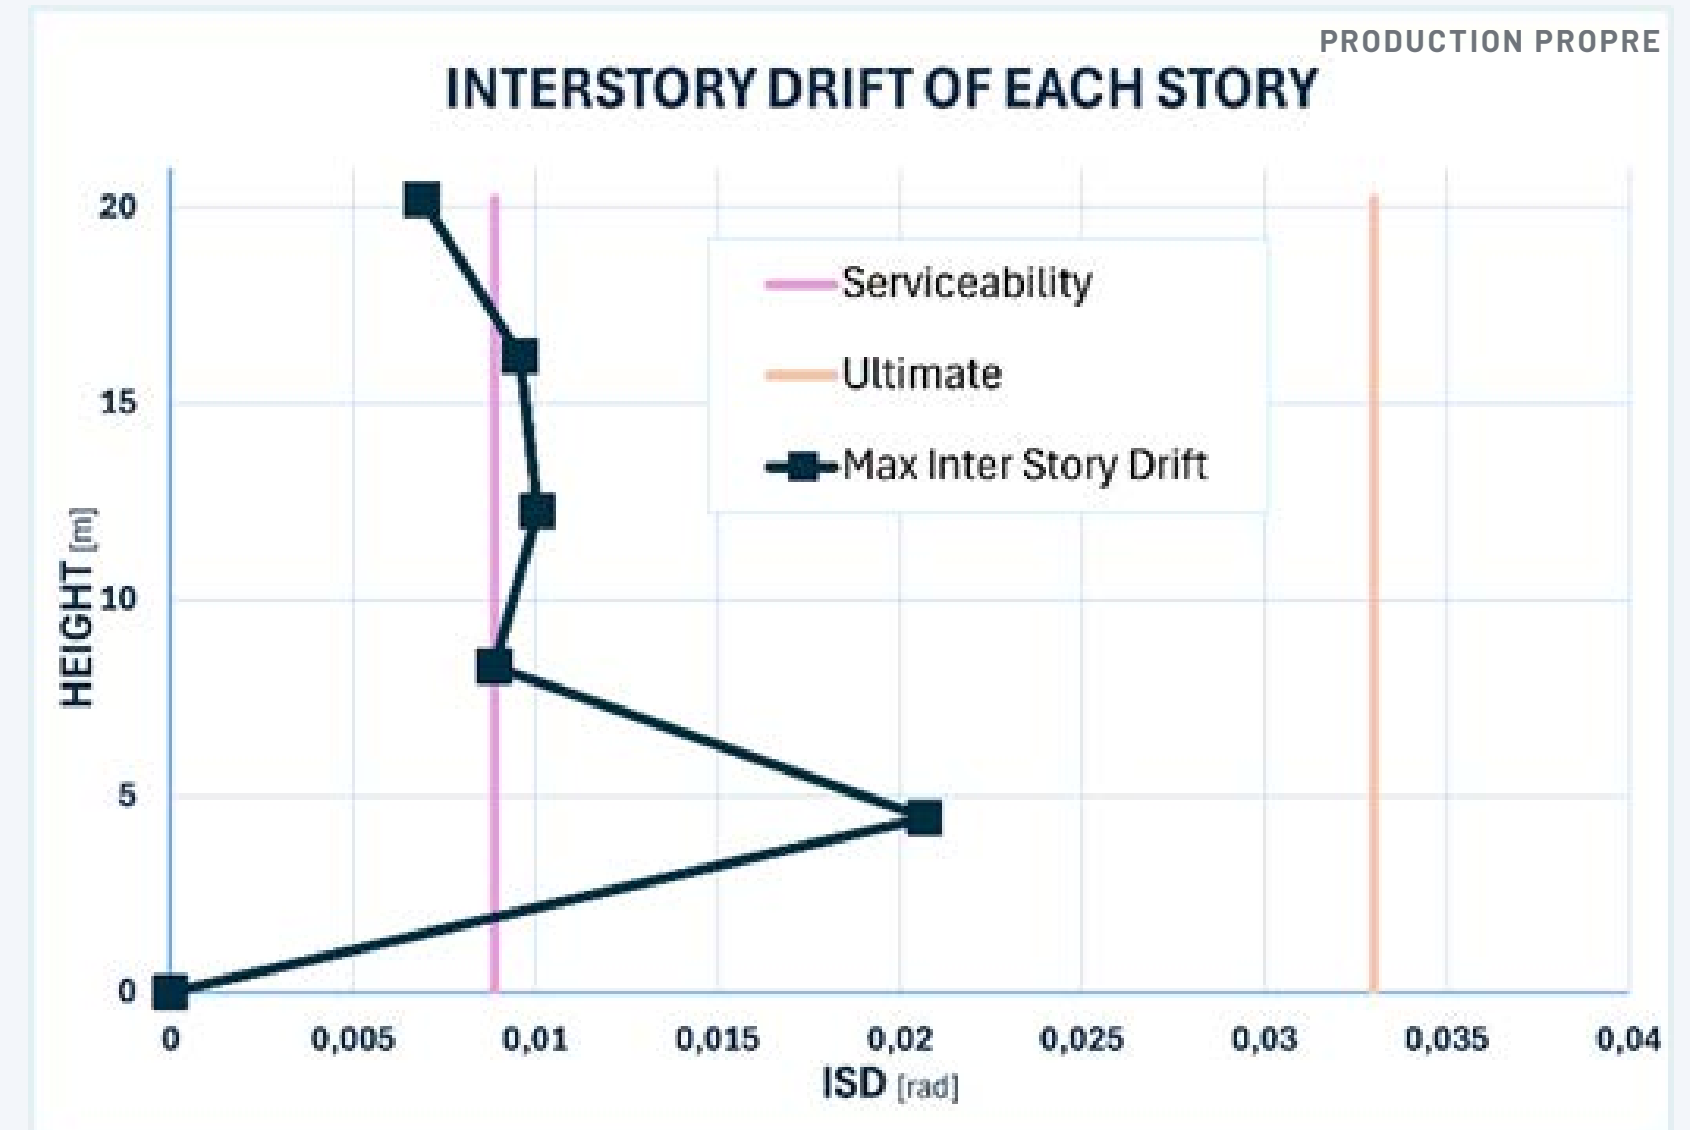 PRODUCTION PROPRE
INTERSTORY DRIFT OF EACH STORY
20
15
10
5
0
HEIGHT [m]
Serviceability
Ultimate
Max Inter Story Drift
0 0,005 0,01 0,015 0,02 0,025 0,03 0,035 0,04
ISD [rad]